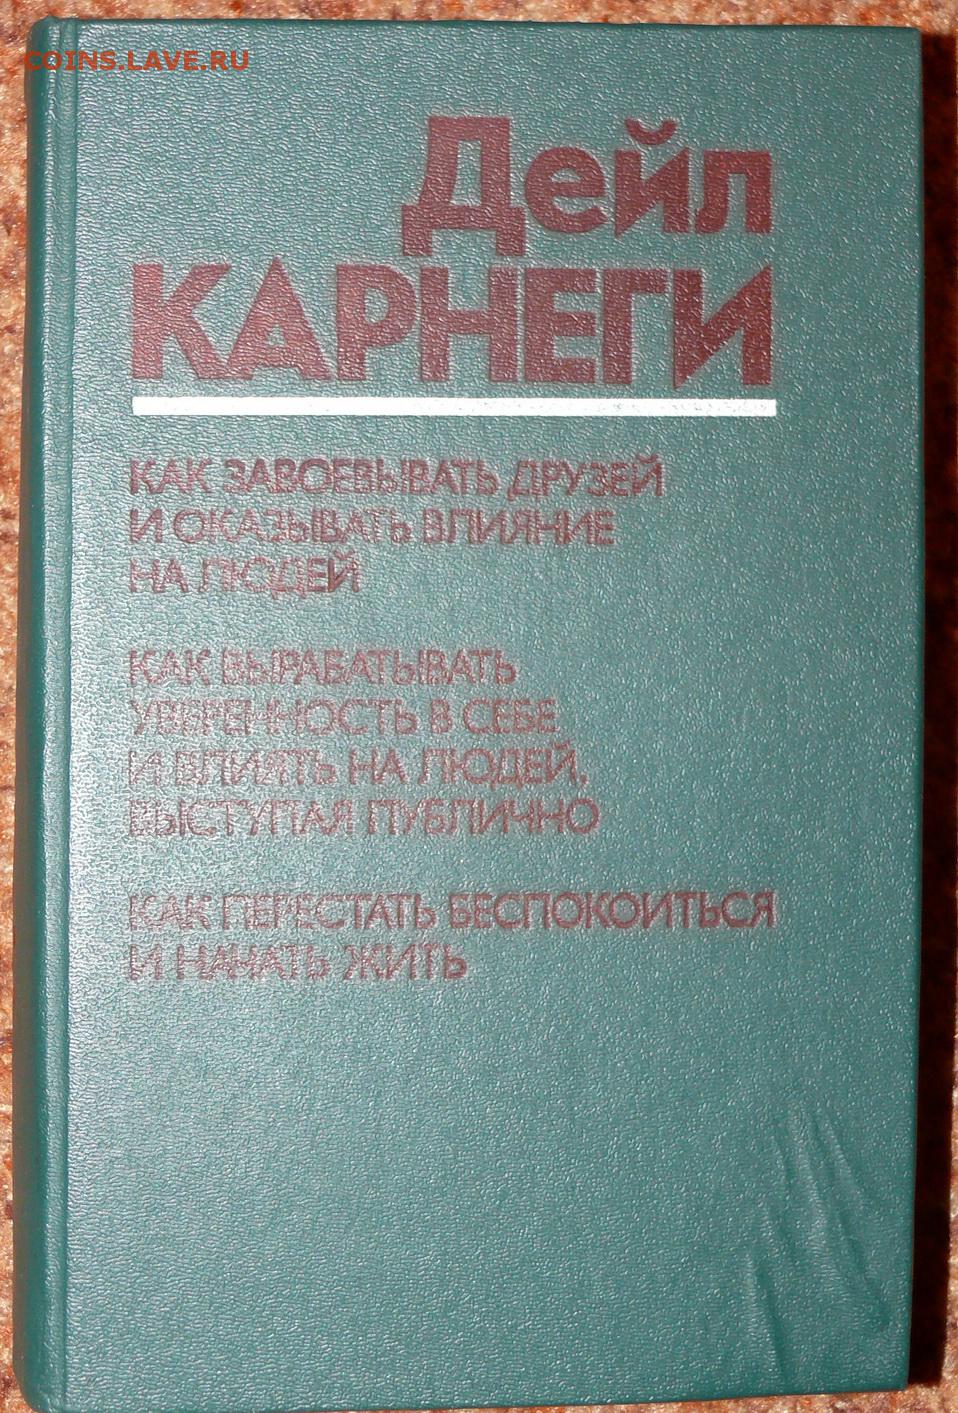 COINS.LAVE.RU
Дейл
КАРНЕГИ
КАК ЗАВОЕВЫВАТЬ ДРУЗЕЙ
И ОКАЗЫВАТЬ ВЛИЯНИЕ
НА ЛЮДЕЙ
КАК ВЫРАБАТЫВАТЬ
УВЕРЕННОСТЬ В СЕБЕ
И ВЛИЯТЬ НА ЛЮДЕЙ,
ВЫСТУПАЯ ПУБЛИЧНО
КАК ПЕРЕСТАТЬ БЕСПОКОИТЬСЯ
И НАЧАТЬ ЖИТЬ